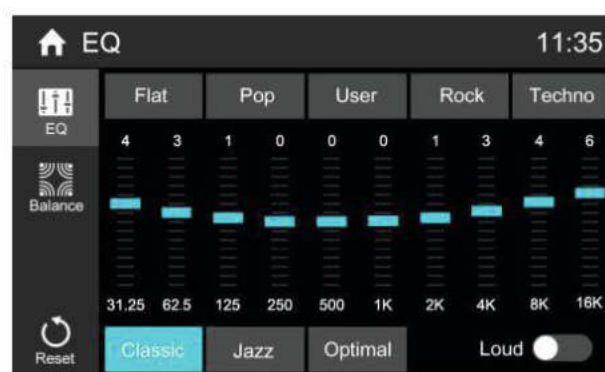 EQ 11:35
Flat Pop User Rock Techno
EQ
4 3 1 0 0 0 1 3 4 6
Balance
31.25 62.5 125 250 500 1K 2K 4K 8K 16K
Classic Jazz Optimal Loud
Reset